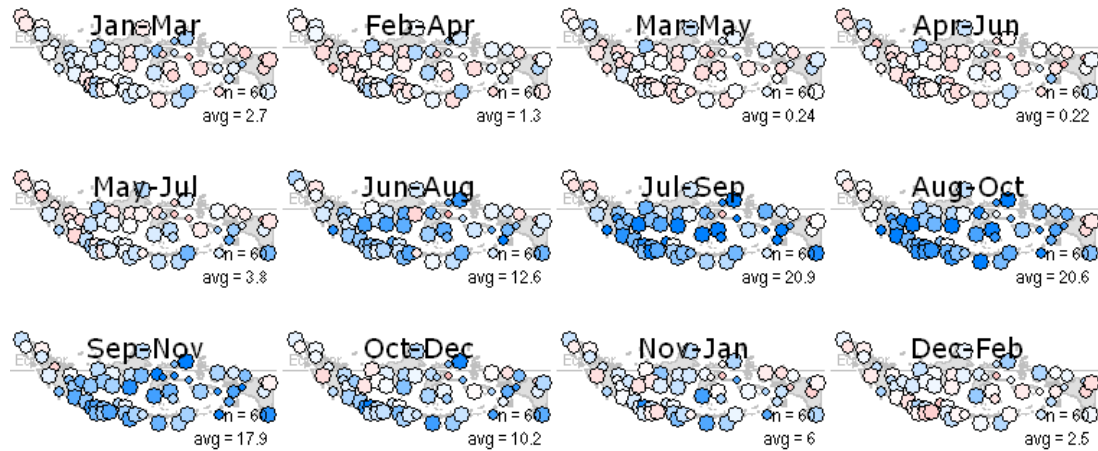 Jan-Mar
n = 60
avg = 2.7
Feb-Apr
n = 60
avg = 1.3
Mar-May
n = 60
avg = 0.24
Apr-Jun
n = 60
avg = 0.22
May-Jul
n = 60
avg = 3.8
Jun-Aug
n = 60
avg = 12.6
Jul-Sep
n = 60
avg = 20.9
Aug-Oct
n = 60
avg = 20.6
Sep-Nov
n = 60
avg = 17.9
Oct-Dec
n = 60
avg = 10.2
Nov-Jan
n = 60
avg = 6
Dec-Feb
n = 60
avg = 2.5